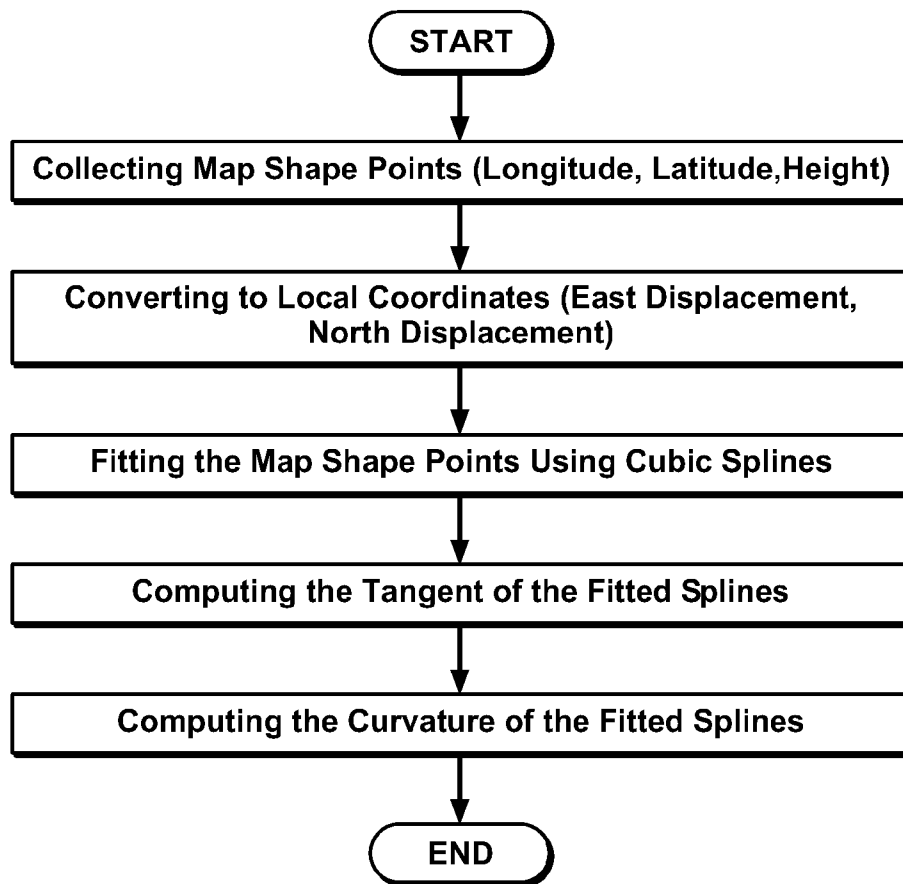 START
Collecting Map Shape Points (Longitude, Latitude,Height)
Converting to Local Coordinates (East Displacement,
North Displacement)
Fitting the Map Shape Points Using Cubic Splines
Computing the Tangent of the Fitted Splines
Computing the Curvature of the Fitted Splines
END